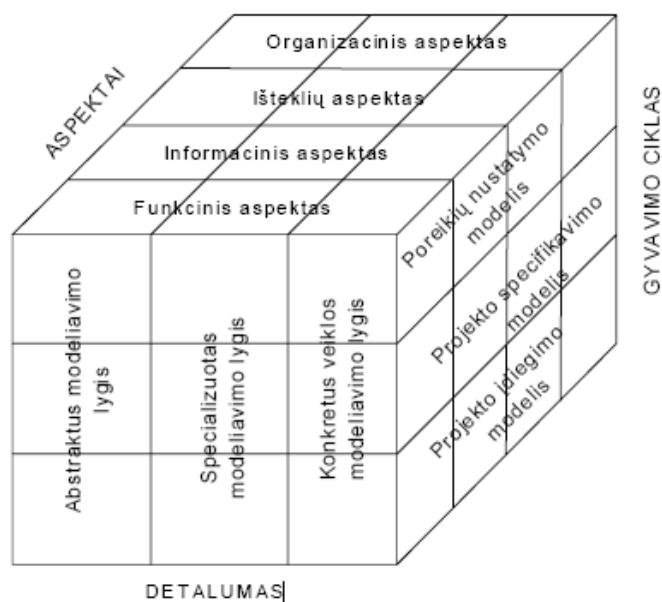 Organizacinis aspektas
Išteklių aspektas
Informacinis aspektas
Funkcinis aspektas
ASPEKTAI
Poreikių nustatymo
modelis
Projekto specifikavimo
modelis
Projekto įdiegimo
modelis
GYVAVIMO CIKLAS
Abstraktus modeliavimo
lygis
Specializuotas
modeliavimo lygis
Konkretus veiklos
modeliavimo lygis
DETALUMAS